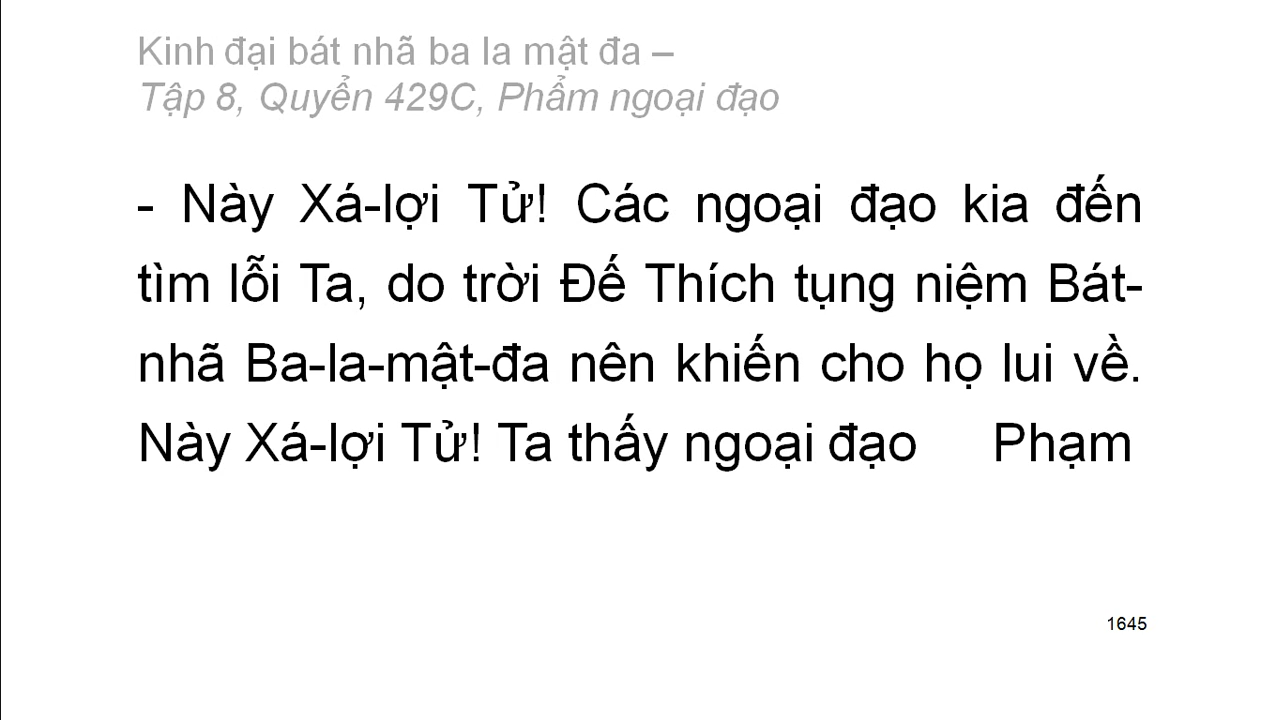 Kinh đại bát nhã ba la mật đa –
Tập 8, Quyển 429C, Phẩm ngoại đạo
- Này Xá-lợi Tử! Các ngoại đạo kia đến
tìm lỗi Ta, do trời Đế Thích tụng niệm Bát-
nhã Ba-la-mật-đa nên khiến cho họ lui về.
Này Xá-lợi Tử! Ta thấy ngoại đạo Phạm
1645